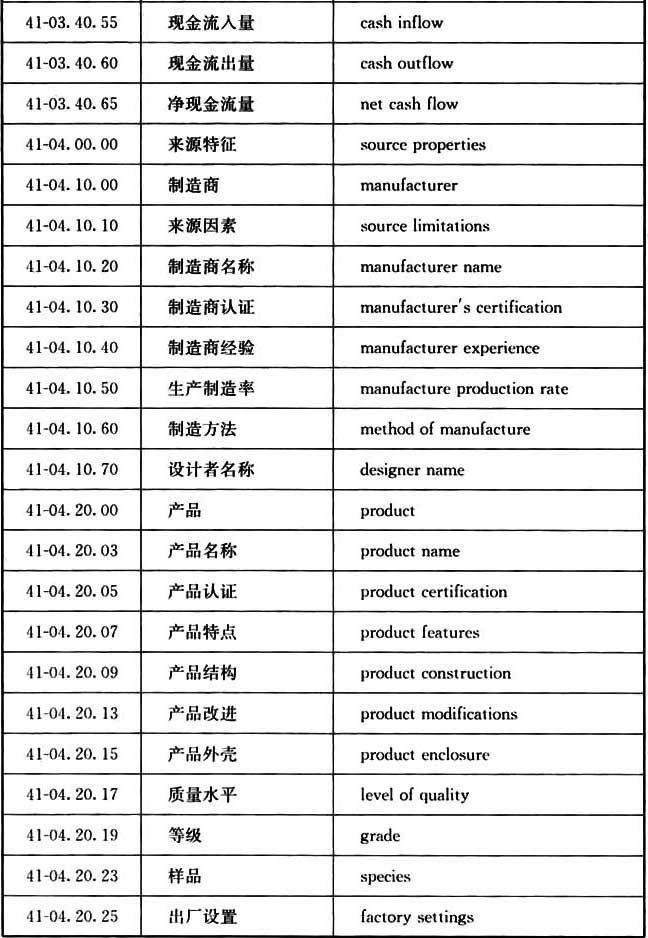 41-03.40.55 现金流入量 cash inflow
41-03.40.60 现金流出量 cash outflow
41-03.40.65 净现金流量 net cash flow
41-04.00.00 来源特征 source properties
41-04.10.00 制造商 manufacturer
41-04.10.10 来源因素 source limitations
41-04.10.20 制造商名称 manufacturer name
41-04.10.30 制造商认证 manufacturer's certification
41-04.10.40 制造商经验 manufacturer experience
41-04.10.50 生产制造率 manufacture production rate
41-04.10.60 制造方法 method of manufacture
41-04.10.70 设计者名称 designer name
41-04.20.00 产品 product
41-04.20.03 产品名称 product name
41-04.20.05 产品认证 product certification
41-04.20.07 产品特点 product features
41-04.20.09 产品结构 product construction
41-04.20.13 产品改进 product modifications
41-04.20.15 产品外壳 product enclosure
41-04.20.17 质量水平 level of quality
41-04.20.19 等级 grade
41-04.20.23 样品 species
41-04.20.25 出厂设置 factory settings